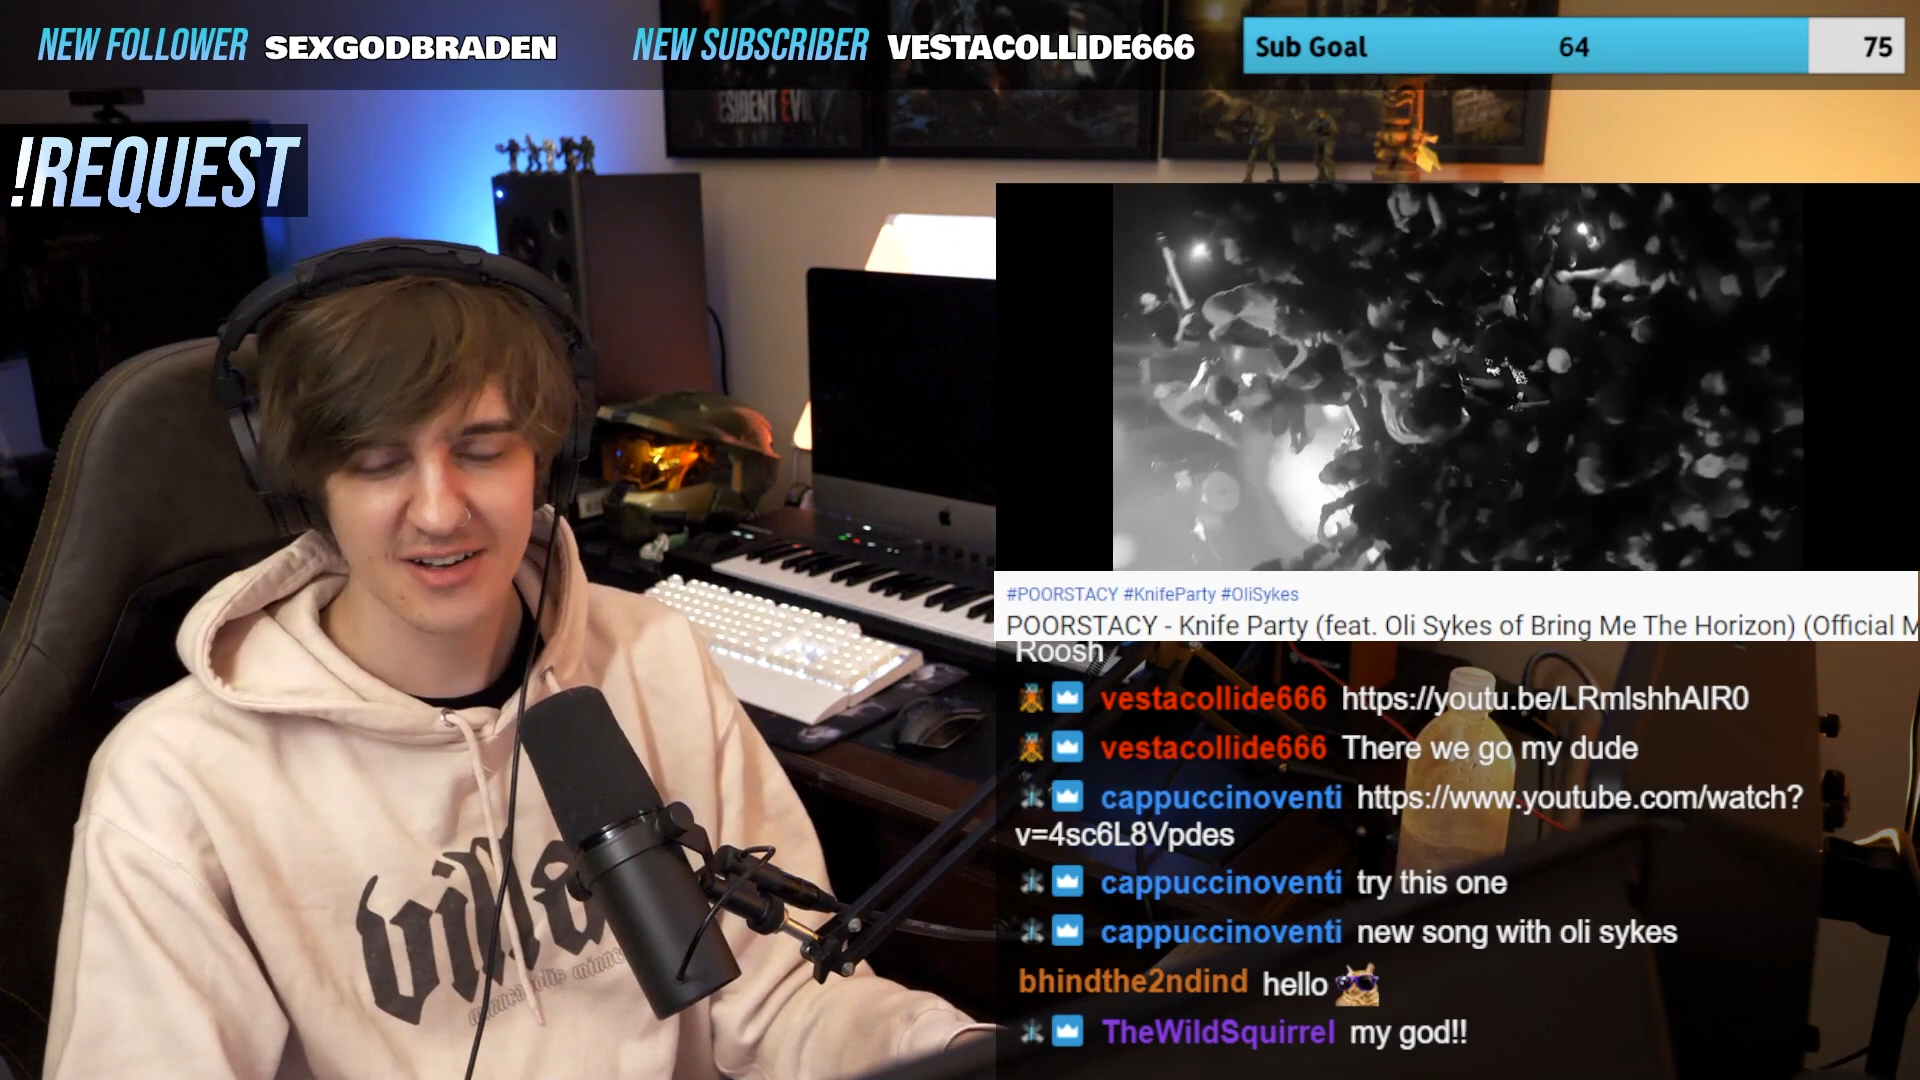 NEW FOLLOWER SEXGODBRADEN NEW SUBSCRIBER VESTACOLLIDE666 Sub Goal 64 75
!REQUEST
RESIDENT EVIL
#POORSTACY #KnifeParty #OliSykes
POORSTACY - Knife Party (feat. Oli Sykes of Bring Me The Horizon) (Official M
Roosh
vestacollide666 https://youtu.be/LRmlshhAIR0
vestacollide666 There we go my dude
cappuccinoventi https://www.youtube.com/watch?
v=4sc6L8Vpdes
cappuccinoventi try this one
cappuccinoventi new song with oli sykes
bhindthe2ndind hello
TheWildSquirrel my god!!